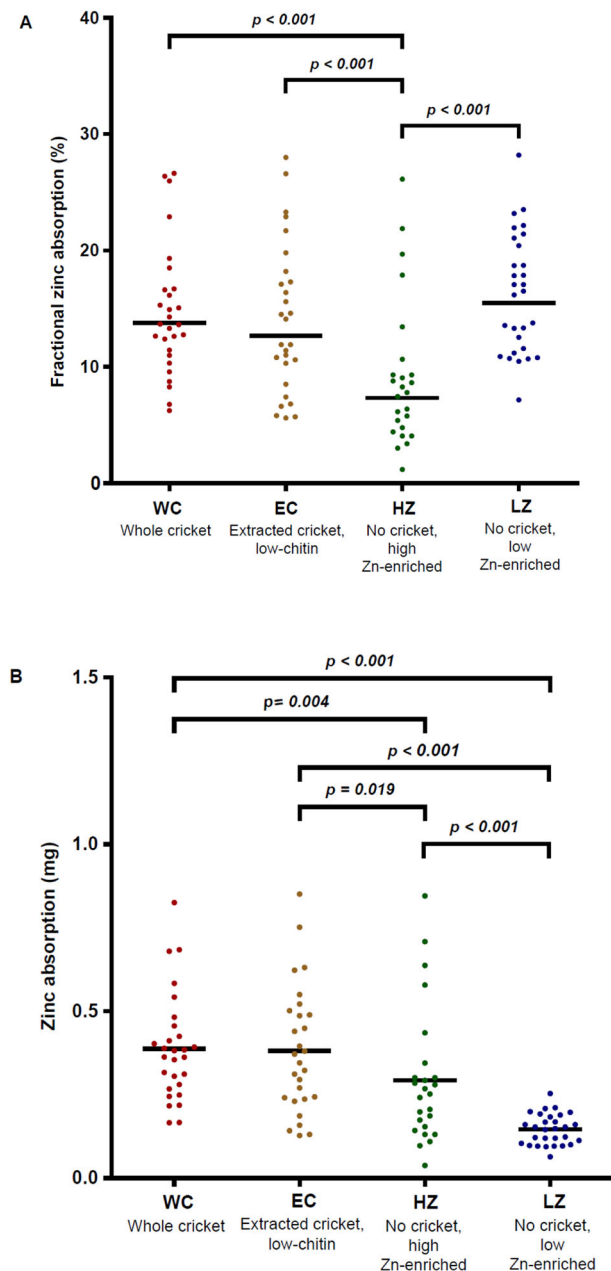 A
40
p < 0.001
p < 0.001
p < 0.001
30
20
10
0
Fractional zinc absorption (%)
WC
EC
HZ
LZ
Whole cricket
Extracted cricket,
low-chitin
No cricket,
high
Zn-enriched
No cricket,
low
Zn-enriched
B
1.5
p < 0.001
p= 0.004
p < 0.001
p = 0.019
p < 0.001
1.0
0.5
0.0
Zinc absorption (mg)
WC
EC
HZ
LZ
Whole cricket
Extracted cricket,
low-chitin
No cricket,
high
Zn-enriched
No cricket,
low
Zn-enriched